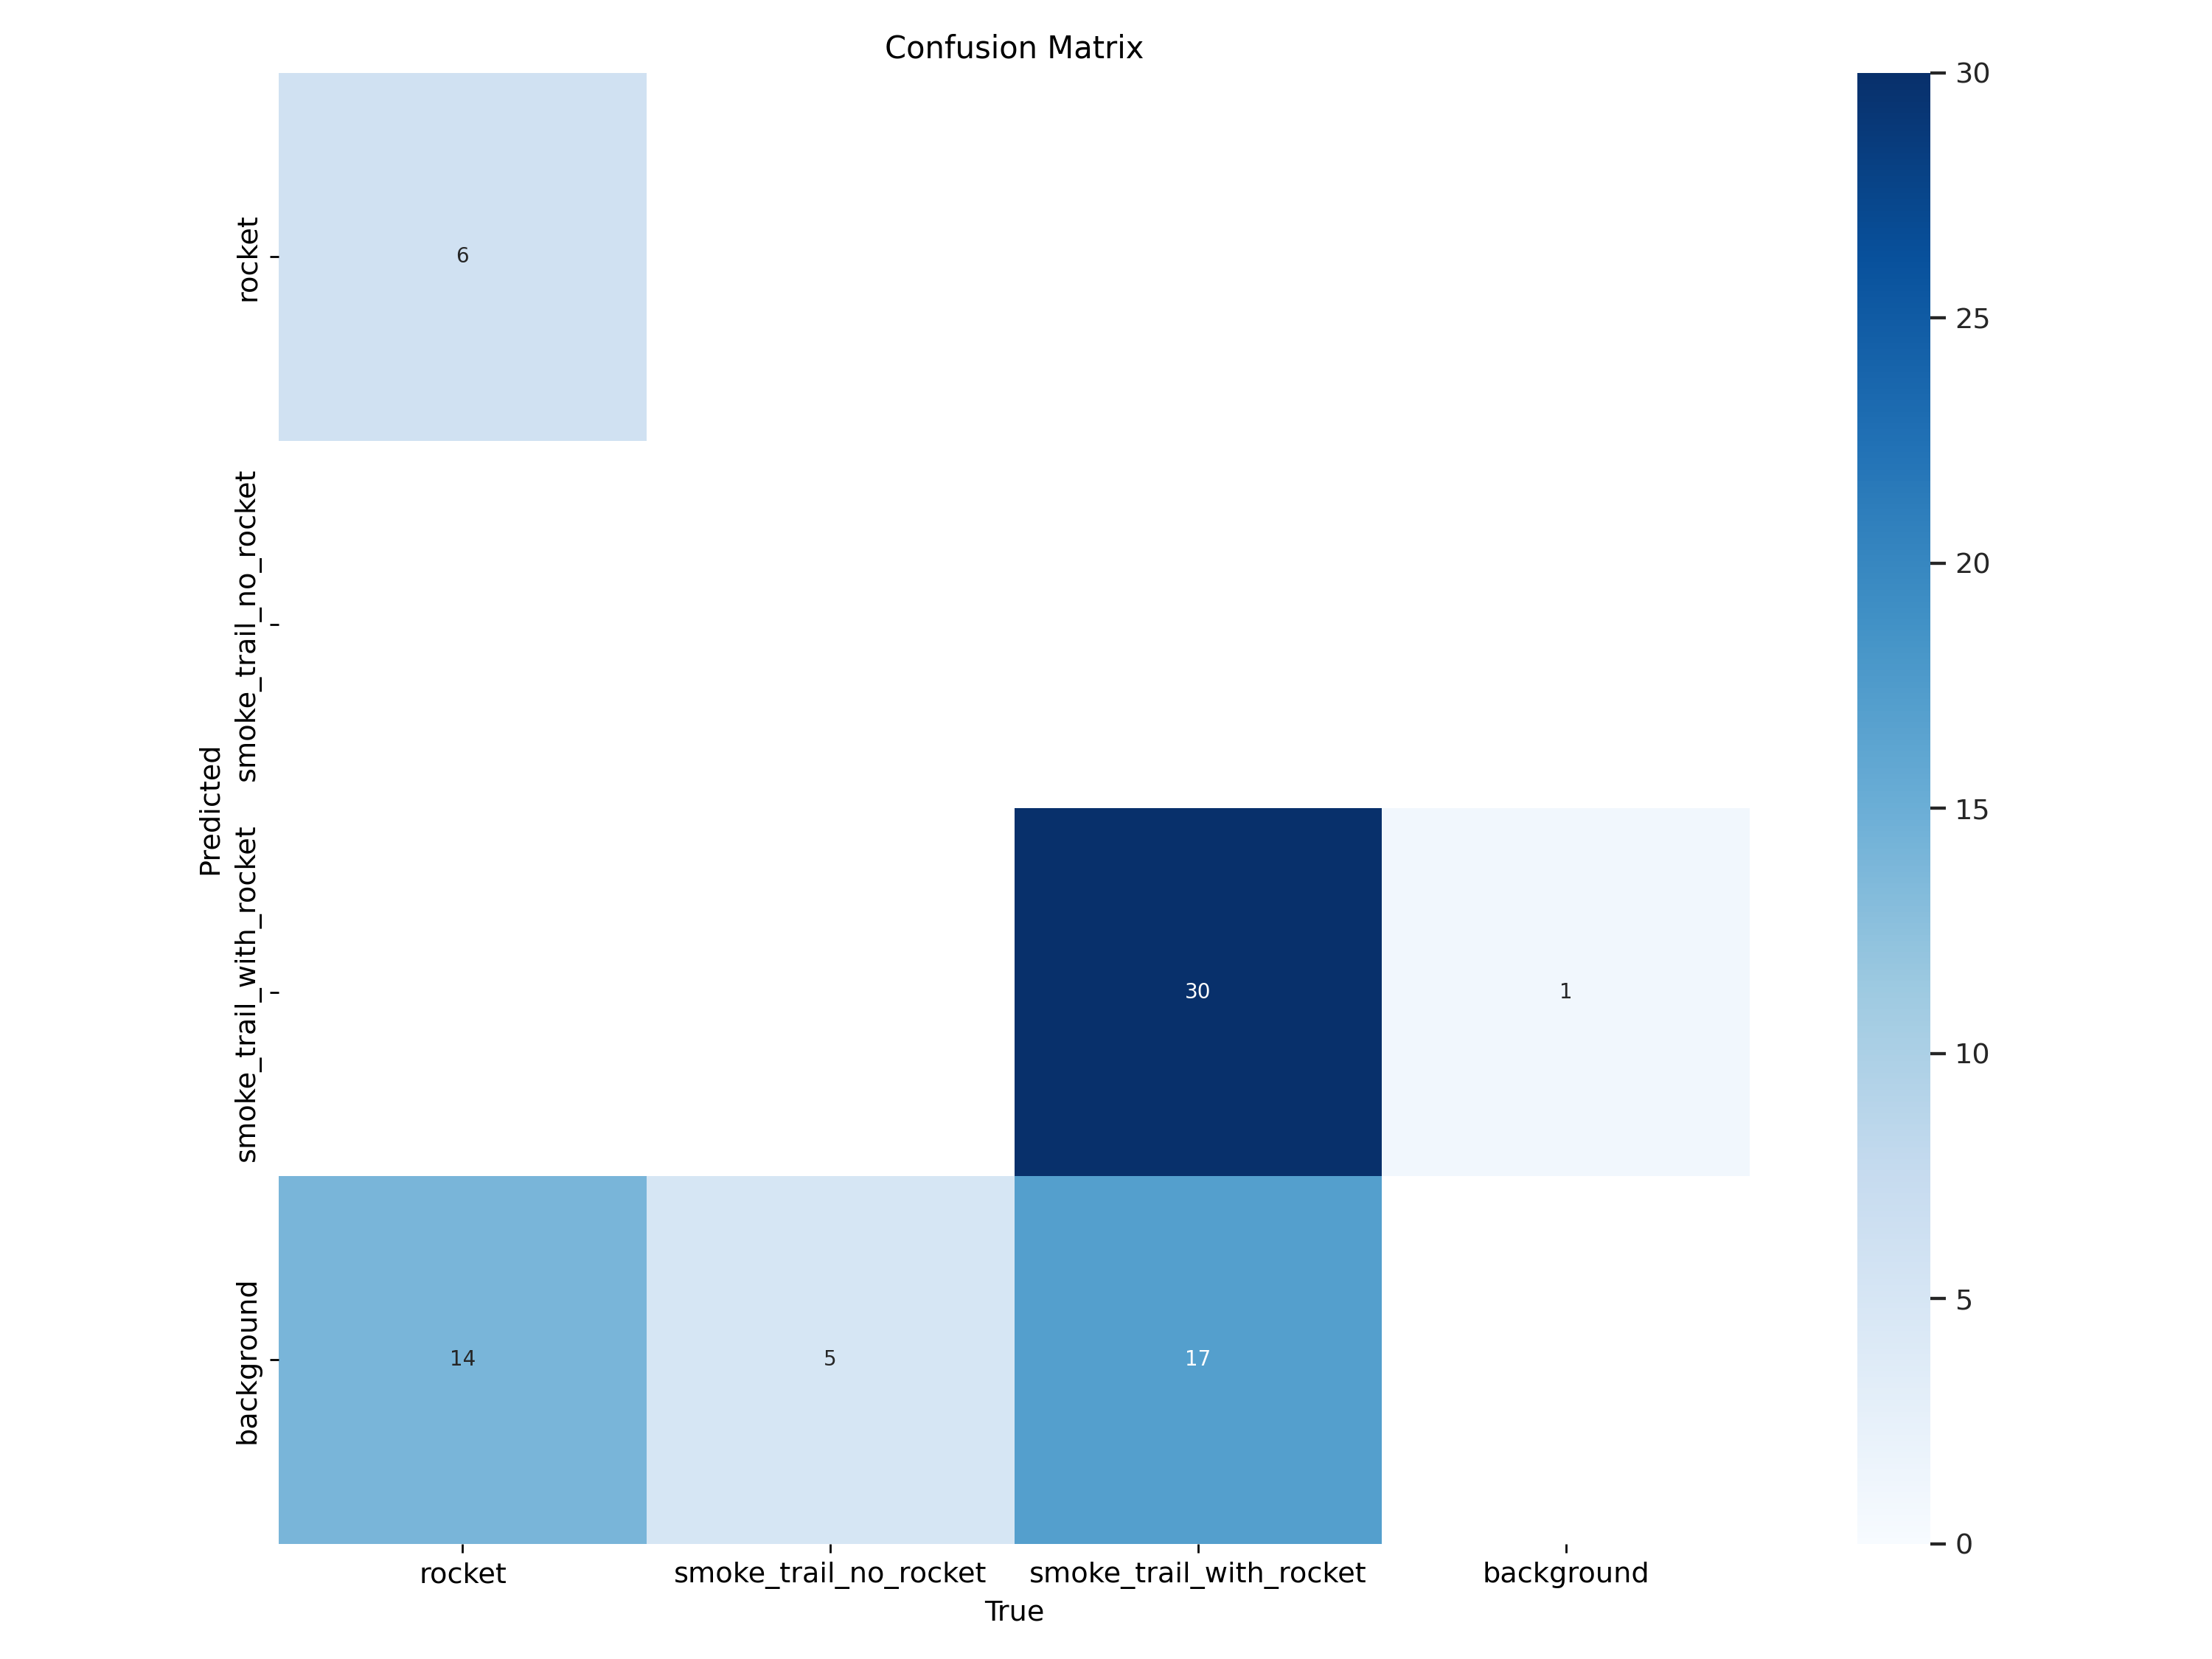 Confusion Matrix
rocket
smoke_trail_no_rocket
smoke_trail_with_rocket
background
Predicted
6
30
1
14
5
17
rocket
smoke_trail_no_rocket
smoke_trail_with_rocket
background
True
30
25
20
15
10
5
0